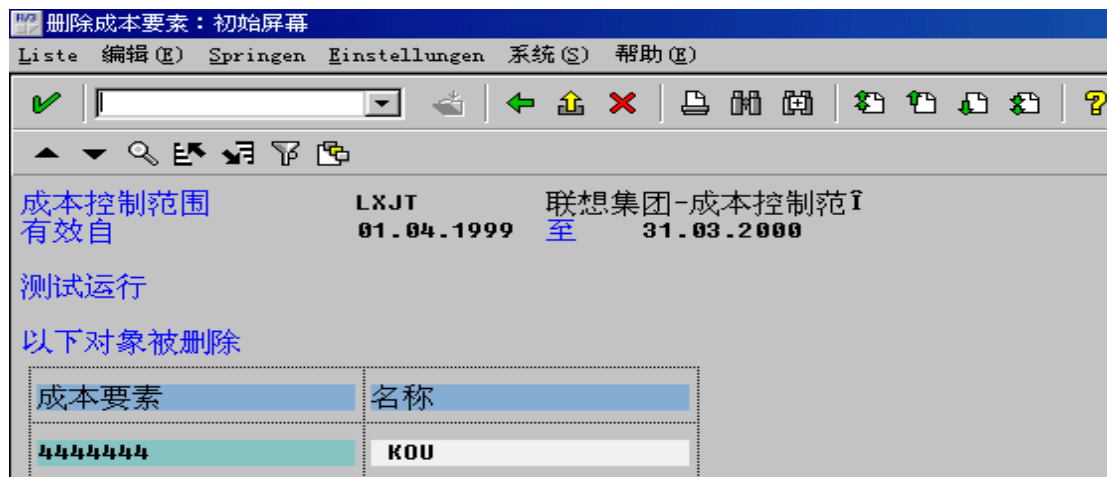 删除成本要素：初始屏幕
Liste 编辑(E) Springen Einstellungen 系统(S) 帮助(E)
成本控制范围 LXJT 联想集团-成本控制范Î
有效自 01.04.1999 至 31.03.2000
测试运行
以下对象被删除
成本要素 名称
4444444 KOU